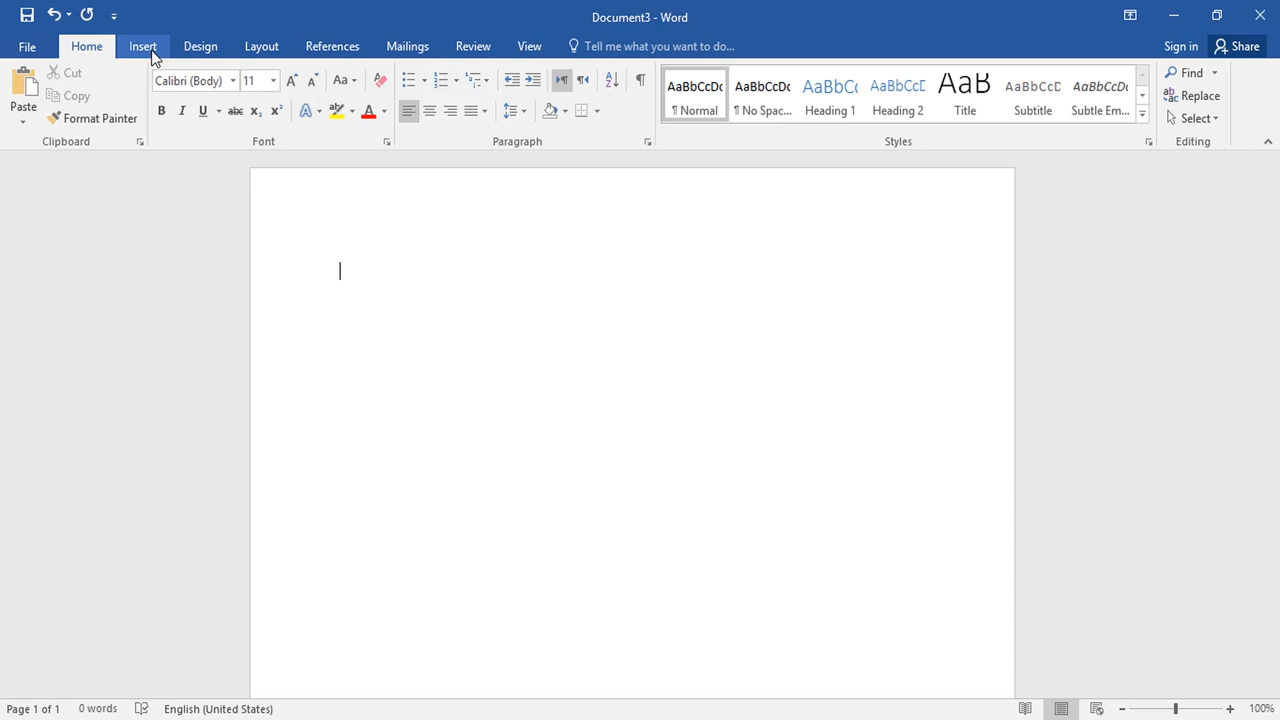 Document3 - Word
File Home Insert Design Layout References Mailings Review View Tell me what you want to do... Sign in Share
Paste Cut Copy Format Painter
Calibri (Body) 11 Aa
B I U abc X₂ X² A A
AaBbCcDc AaBbCcDc AaBbCc AaBbCcD AaB AaBbCcD AaBbCcDc
¶ Normal ¶ No Spac... Heading 1 Heading 2 Title Subtitle Subtle Em...
Find
Replace
Select
Clipboard Font Paragraph Styles Editing
Page 1 of 1 0 words English (United States) 100%